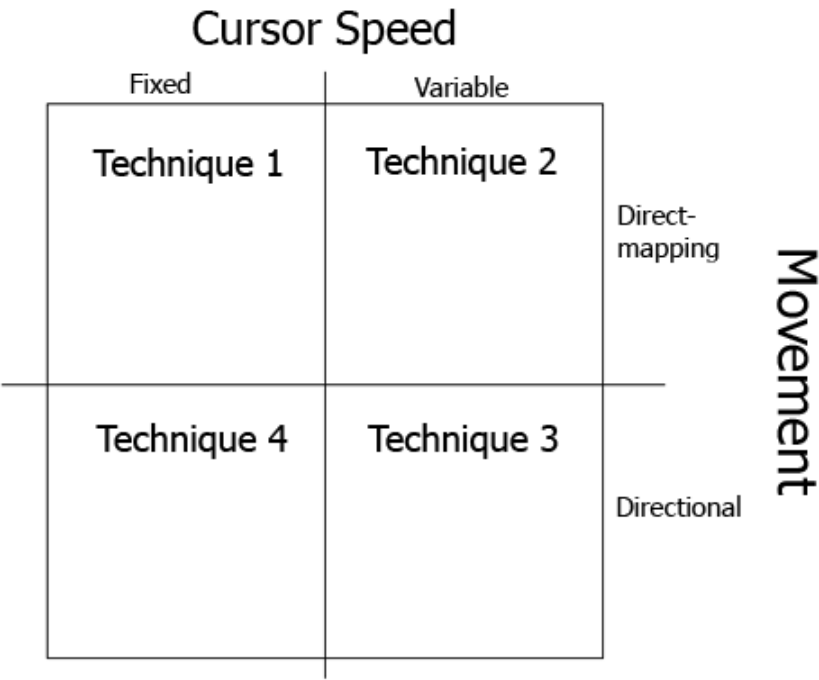 Cursor Speed
Fixed
Variable
Technique 1
Technique 2
Direct-
mapping
Movement
Technique 4
Technique 3
Directional